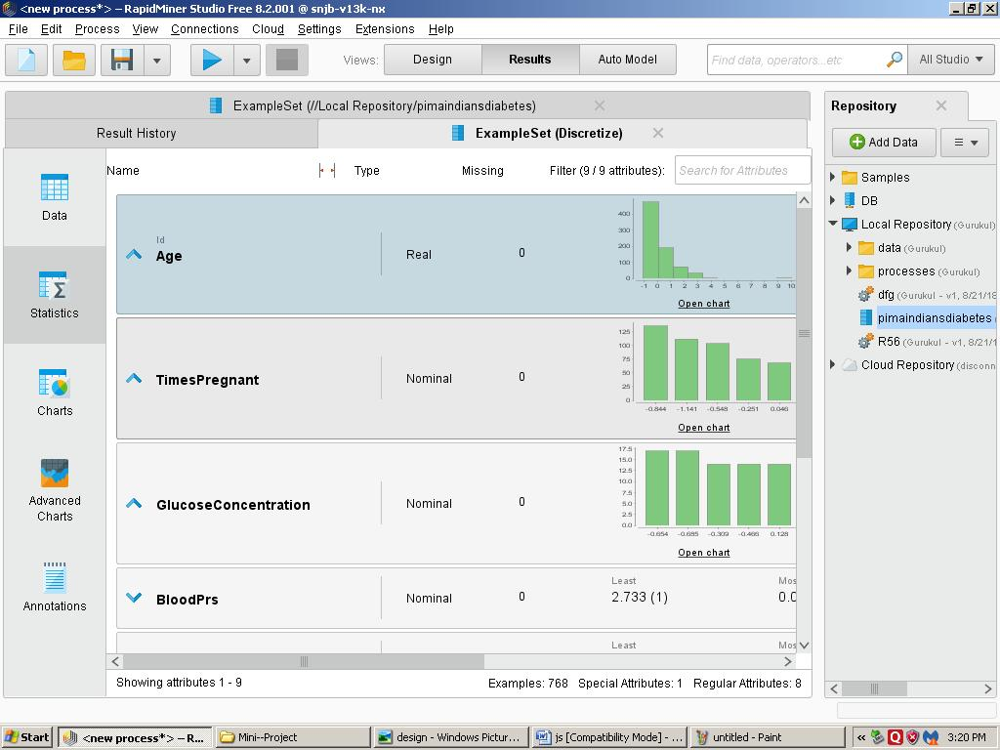 <new process*> – RapidMiner Studio Free 8.2.001 @ snjb-v13k-nx
File Edit Process View Connections Cloud Settings Extensions Help
Views: Design Results Auto Model Find data, operators...etc All Studio
ExampleSet (//Local Repository/pimaindiansdiabetes)
Result History ExampleSet (Discretize)
Name Type Missing Filter (9 / 9 attributes): Search for Attributes
Data
Statistics
Charts
Advanced
Charts
Annotations
Id
Age Real 0
400
300
200
100
0
-1 0 1 2 3 4 5 6 7 8 9 10
Open chart
TimesPregnant Nominal 0
125
100
75
50
25
0
-0.844 -1.141 -0.548 -0.251 0.046
Open chart
GlucoseConcentration Nominal 0
17.5
15.0
12.5
10.0
7.5
5.0
2.5
0.0
-0.654 -0.685 -0.309 -0.466 0.128
Open chart
Least Mos
BloodPrs Nominal 0 2.733 (1) 0.0
Least Mos
Showing attributes 1 - 9 Examples: 768 Special Attributes: 1 Regular Attributes: 8
Repository
Add Data
Samples
DB
Local Repository (Gurukul)
data (Gurukul)
processes (Gurukul)
dfg (Gurukul - v1, 8/21/18
pimaindiansdiabetes
R56 (Gurukul - v1, 8/21/1
Cloud Repository (disconn
Start <new process*> – R... Mini--Project design - Windows Pictur... js [Compatibility Mode] - ... untitled - Paint « 3:20 PM